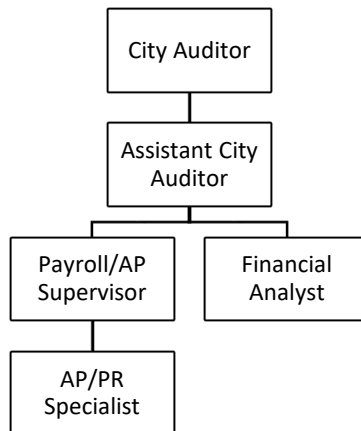 City Auditor
Assistant City
Auditor
Payroll/AP
Supervisor
Financial
Analyst
AP/PR
Specialist